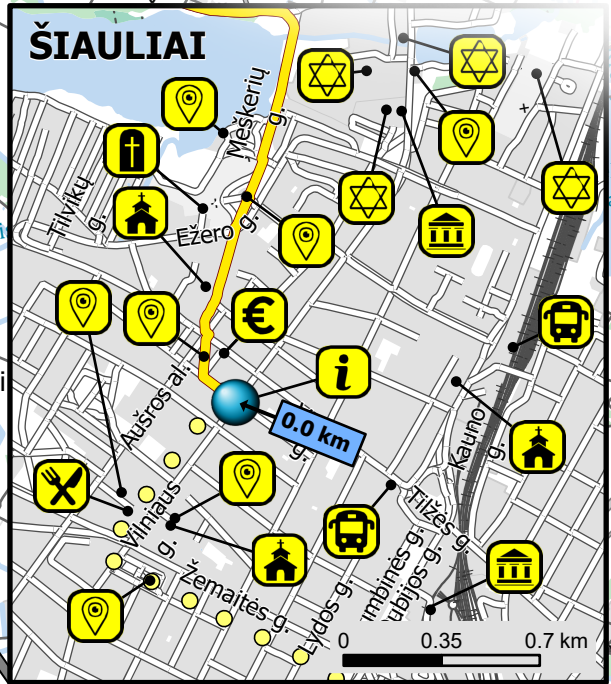 ŠIAULIAI
Meškerių
g.
Tilvikų
g.
Ežero g.
€
i
0.0 km
g.
Aušros al.
Kauno
g.
Vilniaus
g.
Tilžės g.
Žemaitės g.
Lydos g.
0
0.35
0.7 km